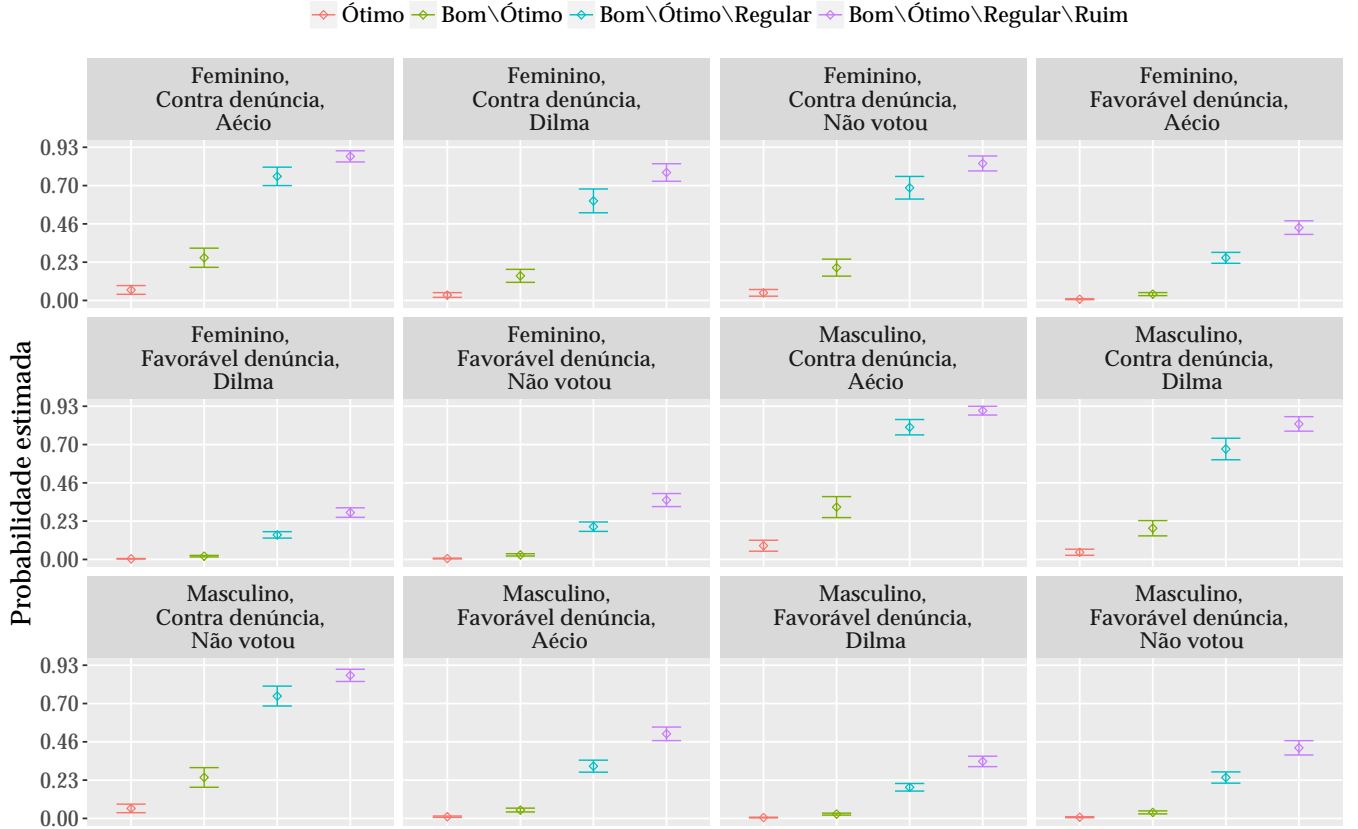 Ótimo Bom\Ótimo Bom\Ótimo\Regular Bom\Ótimo\Regular\Ruim
Probabilidade estimada
Feminino,
Contra denúncia,
Aécio
Feminino,
Contra denúncia,
Dilma
Feminino,
Contra denúncia,
Não votou
Feminino,
Favorável denúncia,
Aécio
0.93
0.70
0.46
0.23
0.00
Feminino,
Favorável denúncia,
Dilma
Feminino,
Favorável denúncia,
Não votou
Masculino,
Contra denúncia,
Aécio
Masculino,
Contra denúncia,
Dilma
0.93
0.70
0.46
0.23
0.00
Masculino,
Contra denúncia,
Não votou
Masculino,
Favorável denúncia,
Aécio
Masculino,
Favorável denúncia,
Dilma
Masculino,
Favorável denúncia,
Não votou
0.93
0.70
0.46
0.23
0.00